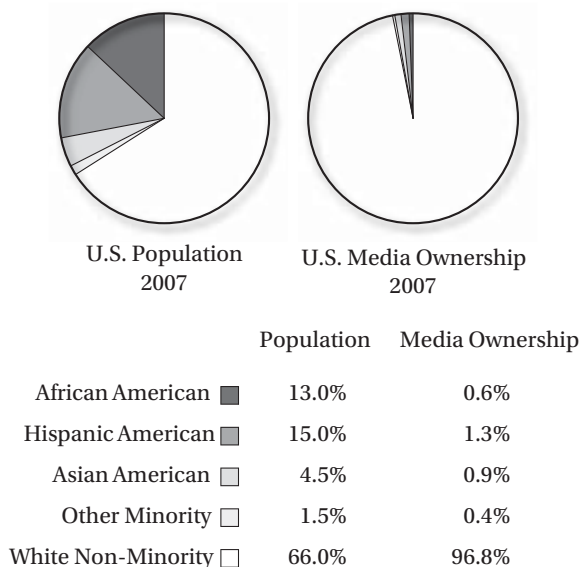 U.S. Population
2007
U.S. Media Ownership
2007
Population Media Ownership
African American 13.0% 0.6%
Hispanic American 15.0% 1.3%
Asian American 4.5% 0.9%
Other Minority 1.5% 0.4%
White Non-Minority 66.0% 96.8%